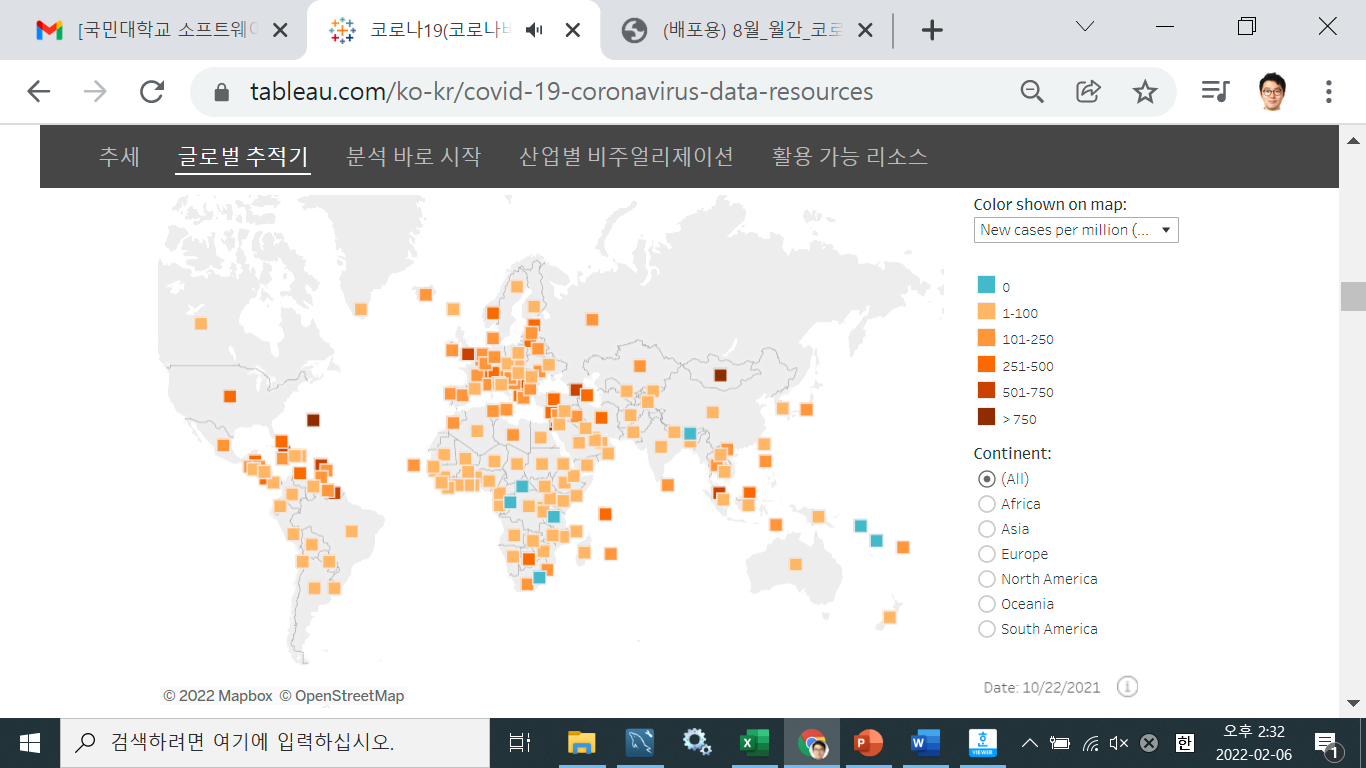 [국민대학교 소프트웨어
코로나19(코로나바
(배포용) 8월_월간_코로
tableau.com/ko-kr/covid-19-coronavirus-data-resources
추세 글로벌 추적기 분석 바로 시작 산업별 비주얼리제이션 활용 가능 리소스
Color shown on map:
New cases per million (...
0
1-100
101-250
251-500
501-750
> 750
Continent:
(All)
Africa
Asia
Europe
North America
Oceania
South America
© 2022 Mapbox © OpenStreetMap
Date: 10/22/2021
검색하려면 여기에 입력하십시오.
VIEWER
한
오후 2:32
2022-02-06
1